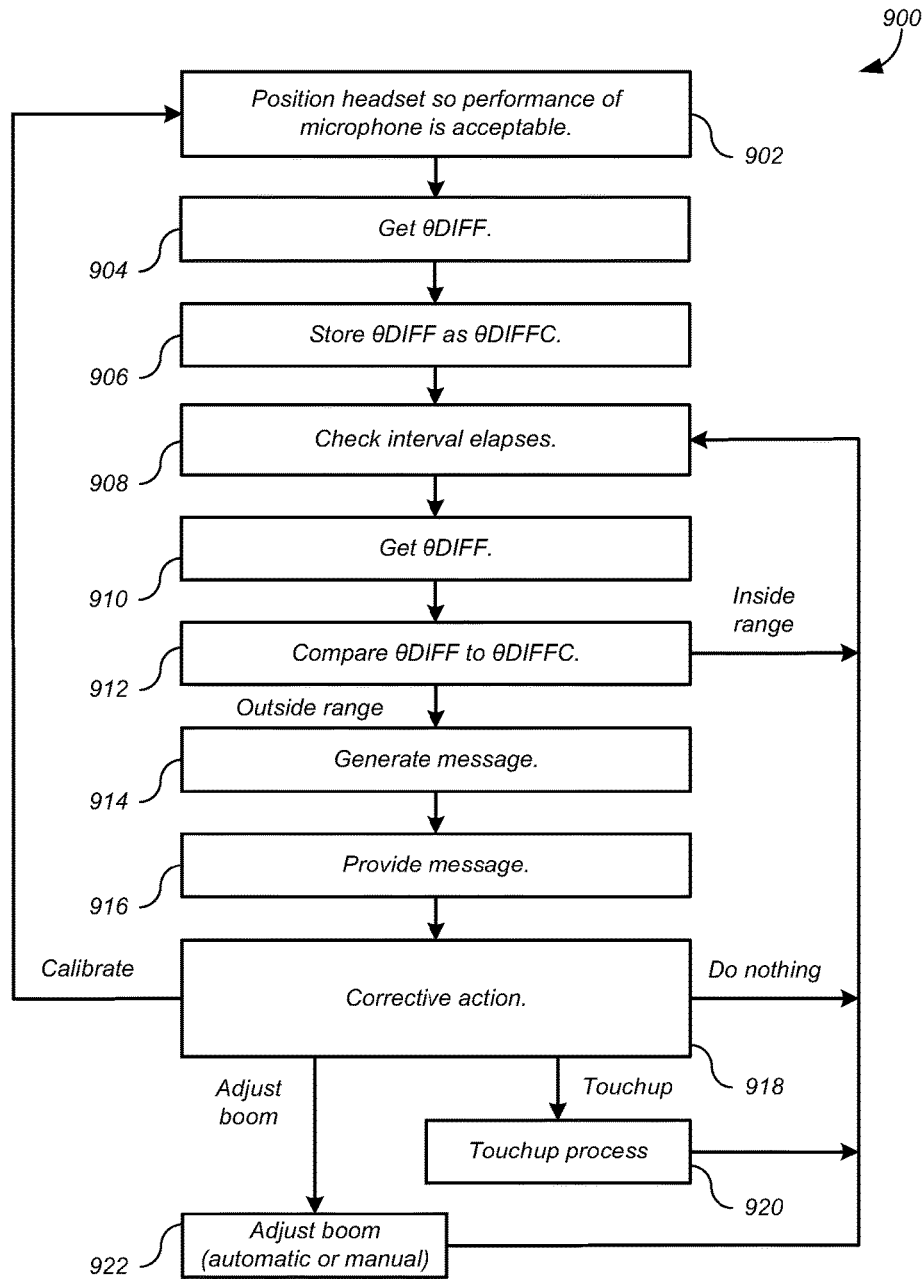 900
Position headset so performance of
microphone is acceptable.
902
Get θDIFF.
904
Store θDIFF as θDIFFC.
906
Check interval elapses.
908
Get θDIFF.
910
Inside
range
Compare θDIFF to θDIFFC.
912
Outside range
Generate message.
914
Provide message.
916
Calibrate
Corrective action.
Do nothing
918
Adjust
boom
Touchup
Touchup process
920
Adjust boom
(automatic or manual)
922